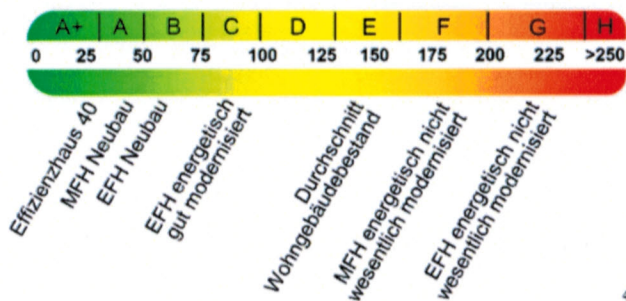 A+ A B C D E F G H
0 25 50 75 100 125 150 175 200 225 >250
Effizienzhaus 40
MFH Neubau
EFH Neubau
EFH energetisch
gut modernisiert
Durchschnitt
Wohngebäudebestand
MFH energetisch nicht
wesentlich modernisiert
EFH energetisch nicht
wesentlich modernisiert